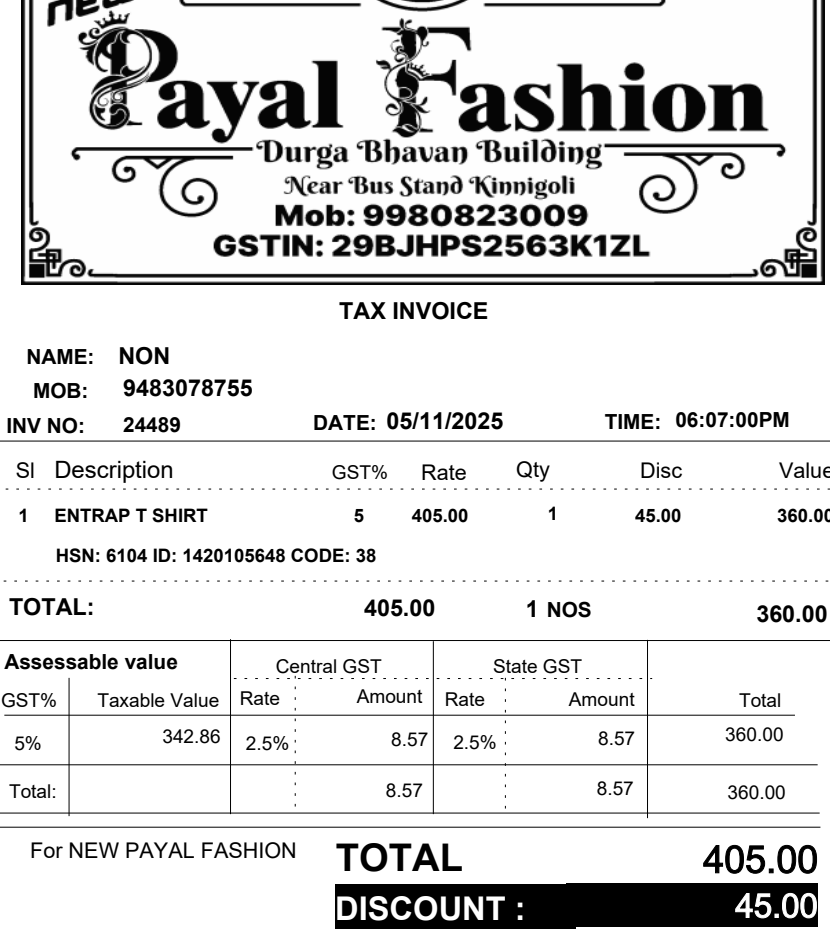 new
Payal Fashion
Durga Bhavan Building
Near Bus Stand Kinnigoli
Mob: 9980823009
GSTIN: 29BJHPS2563K1ZL
TAX INVOICE
NAME: NON
MOB: 9483078755
INV NO: 24489 DATE: 05/11/2025 TIME: 06:07:00PM
Sl Description GST% Rate Qty Disc Value
1 ENTRAP T SHIRT 5 405.00 1 45.00 360.00
HSN: 6104 ID: 1420105648 CODE: 38
TOTAL: 405.00 1 NOS 360.00
Assessable value Central GST State GST
GST% Taxable Value Rate Amount Rate Amount Total
5% 342.86 2.5% 8.57 2.5% 8.57 360.00
Total: 8.57 8.57 360.00
For NEW PAYAL FASHION TOTAL 405.00
DISCOUNT : 45.00